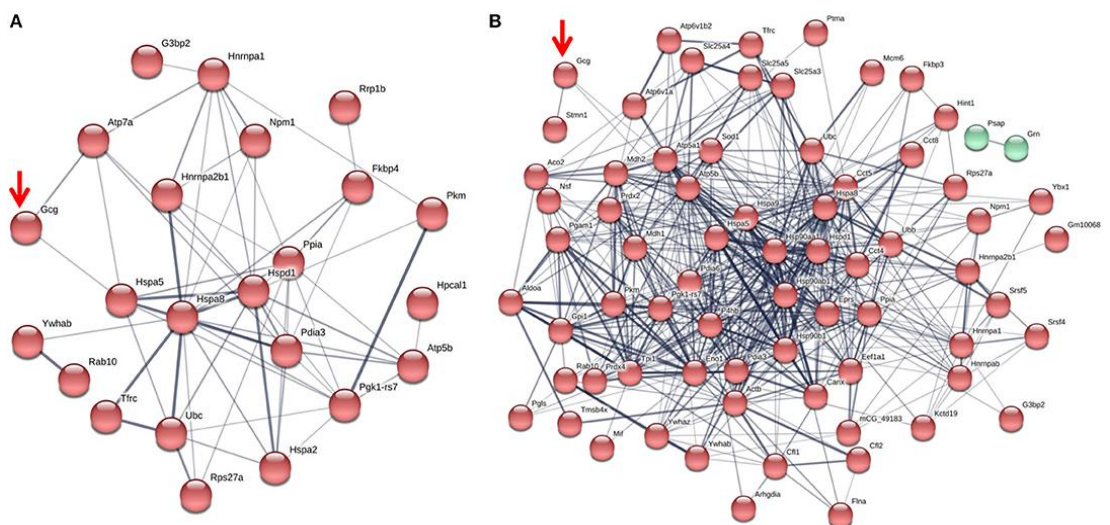 A
G3bp2
Hnrnpa1
Rrp1b
Atp7a
Npm1
Fkbp4
Hnrnpa2b1
Pkm
Gcg
Ppia
Hspd1
Hspa5
Hpcal1
Hspa8
Ywhab
Pdia3
Atp5b
Rab10
Pgk1-rs7
Tfrc
Ubc
Hspa2
Rps27a
B
Atp6v1b2
Tfrc
Ptma
Slc25a4
Gcg
Slc25a5
Slc25a3
Mcm6
Fkbp3
Atp6v1a
Hint1
Stmn1
Psap
Grn
Sod1
Ubc
Atp5a1
Cct8
Mdh2
Aco2
Atp5b
Cct5
Rps27a
Nsf
Hspa8
Ybx1
Prdx2
Hspa9
Npm1
Pgam1
Hspa5
Ubb
Gm10068
Mdh1
Hsp90aa1
Hspd1
Cct4
Hnrnpa2b1
Pdia6
Aldoa
Pkm
Pgk1-rs7
Hsp90ab1
Srsf5
Gpi1
P4hb
Eprs
Ppia
Srsf4
Hsp90b1
Hnrnpa1
Rab10
Prdx4
Tpi1
Eno1
Pdia3
Eef1a1
Hnrnpab
Actb
Canx
Pgls
Tmsb4x
mCG_49183
Kctd19
G3bp2
Mif
Ywhaz
Ywhab
Cfl1
Cfl2
Arhgdia
Flna